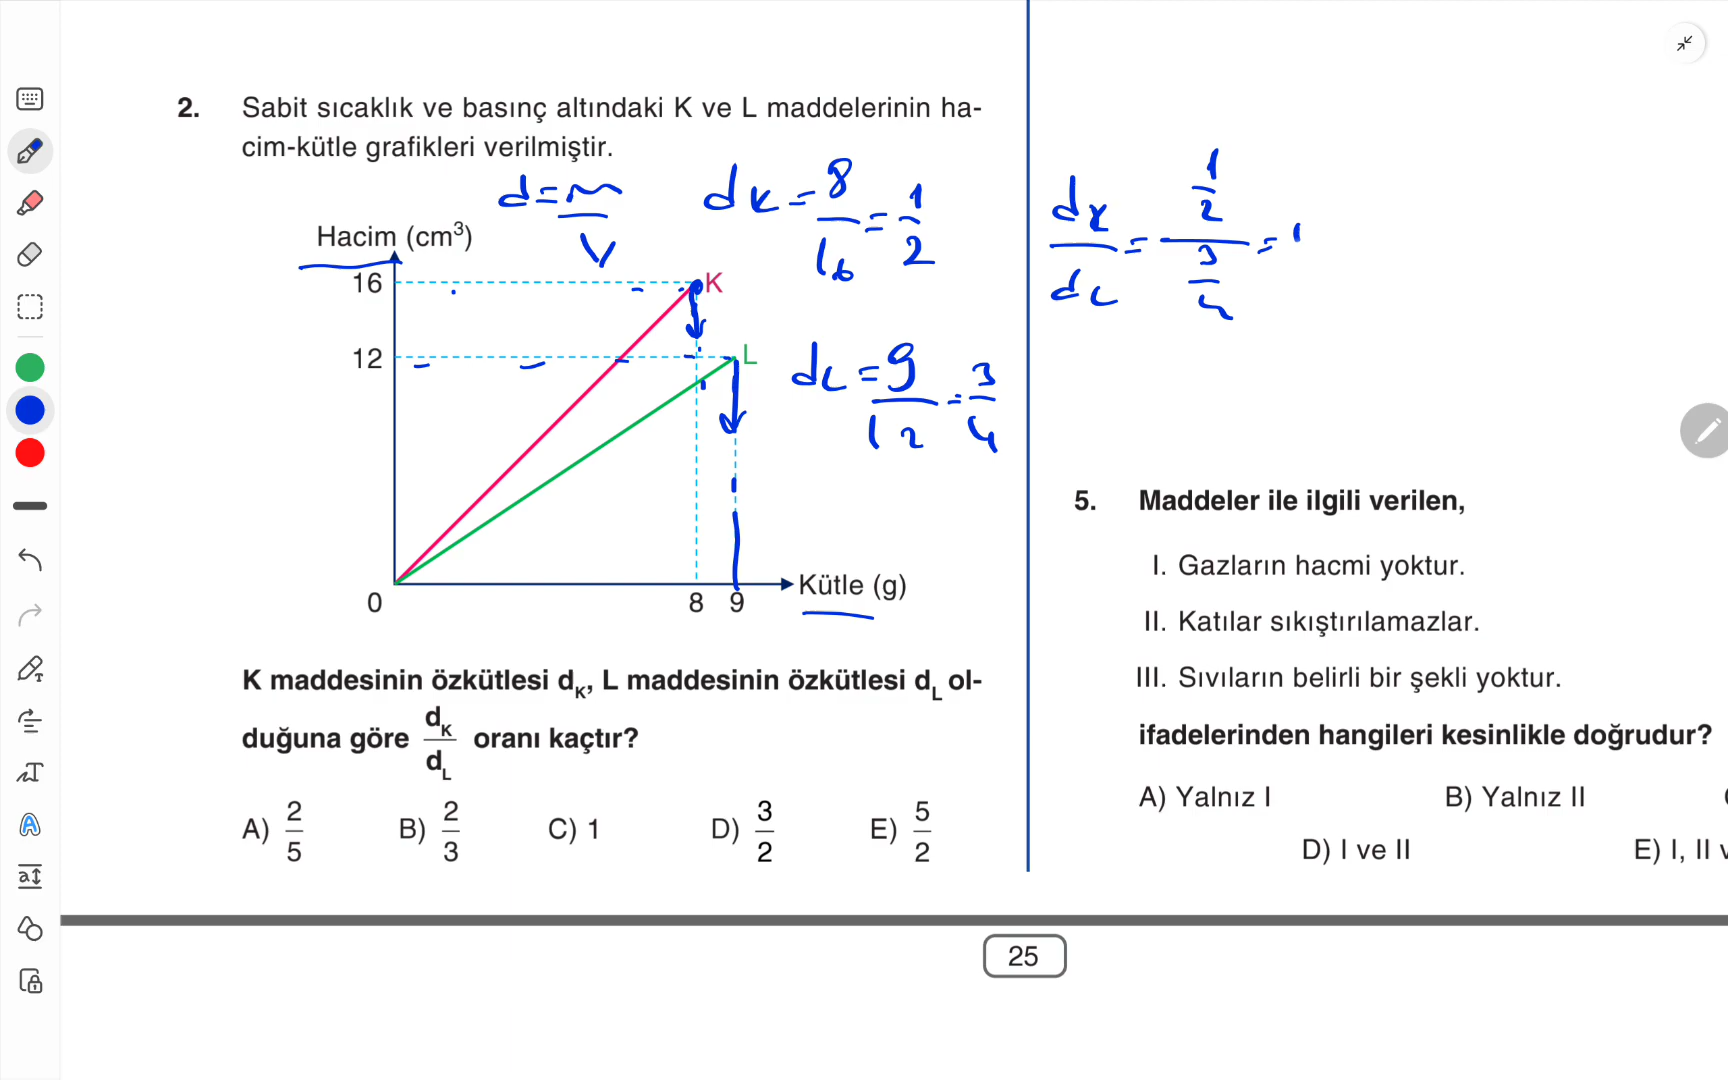 2. Sabit sıcaklık ve basınç altındaki K ve L maddelerinin ha-
cim-kütle grafikleri verilmiştir.
d = m / V
dK = 8 / 16 = 1 / 2
Hacim (cm³)
16
K
12
L
dL = 9 / 12 = 3 / 4
0
8 9
Kütle (g)
K maddesinin özkütlesi dK, L maddesinin özkütlesi dL ol-
duğuna göre dK / dL oranı kaçtır?
A) 2/5 B) 2/3 C) 1 D) 3/2 E) 5/2
dK / dL = 1/2 / 3/4 =
5. Maddeler ile ilgili verilen,
I. Gazların hacmi yoktur.
II. Katılar sıkıştırılamazlar.
III. Sıvıların belirli bir şekli yoktur.
ifadelerinden hangileri kesinlikle doğrudur?
A) Yalnız I B) Yalnız II
D) I ve II E) I, II
25